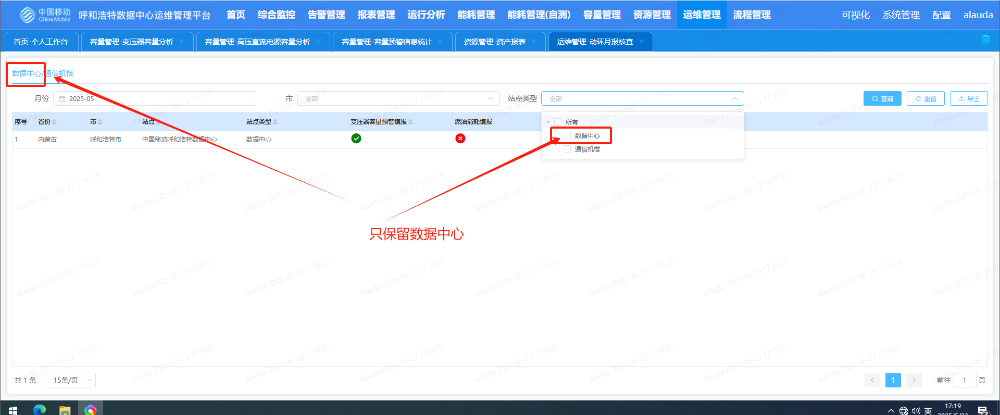 中国移动 China Mobile 呼和浩特数据中心运维管理平台 首页 综合监控 告警管理 报表管理 运行分析 能耗管理 能耗管理(自测) 容量管理 资源管理 运维管理 流程管理 可视化 系统管理 配置 alauda
首页-个人工作台 容量管理-变压器容量分析 × 容量管理-高压直流电源容量分析 × 容量管理-容量预警信息统计 × 资源管理-资产报表 × 运维管理-动环月报核查 ×
数据中心/通信机楼
月份 2025-05 市 全部 站点类型 全部 查询 重置 导出
序号 省份 市 站点 站点类型 变压器容量预警填报 燃油消耗填报
所有
1 内蒙古 呼和浩特市 中国移动呼和浩特数据中心 数据中心
数据中心
通信机楼
只保留数据中心
alauda 2025-06-23 17:19:25
共 1 条 15条/页 1 前往 1 页
英 17:19